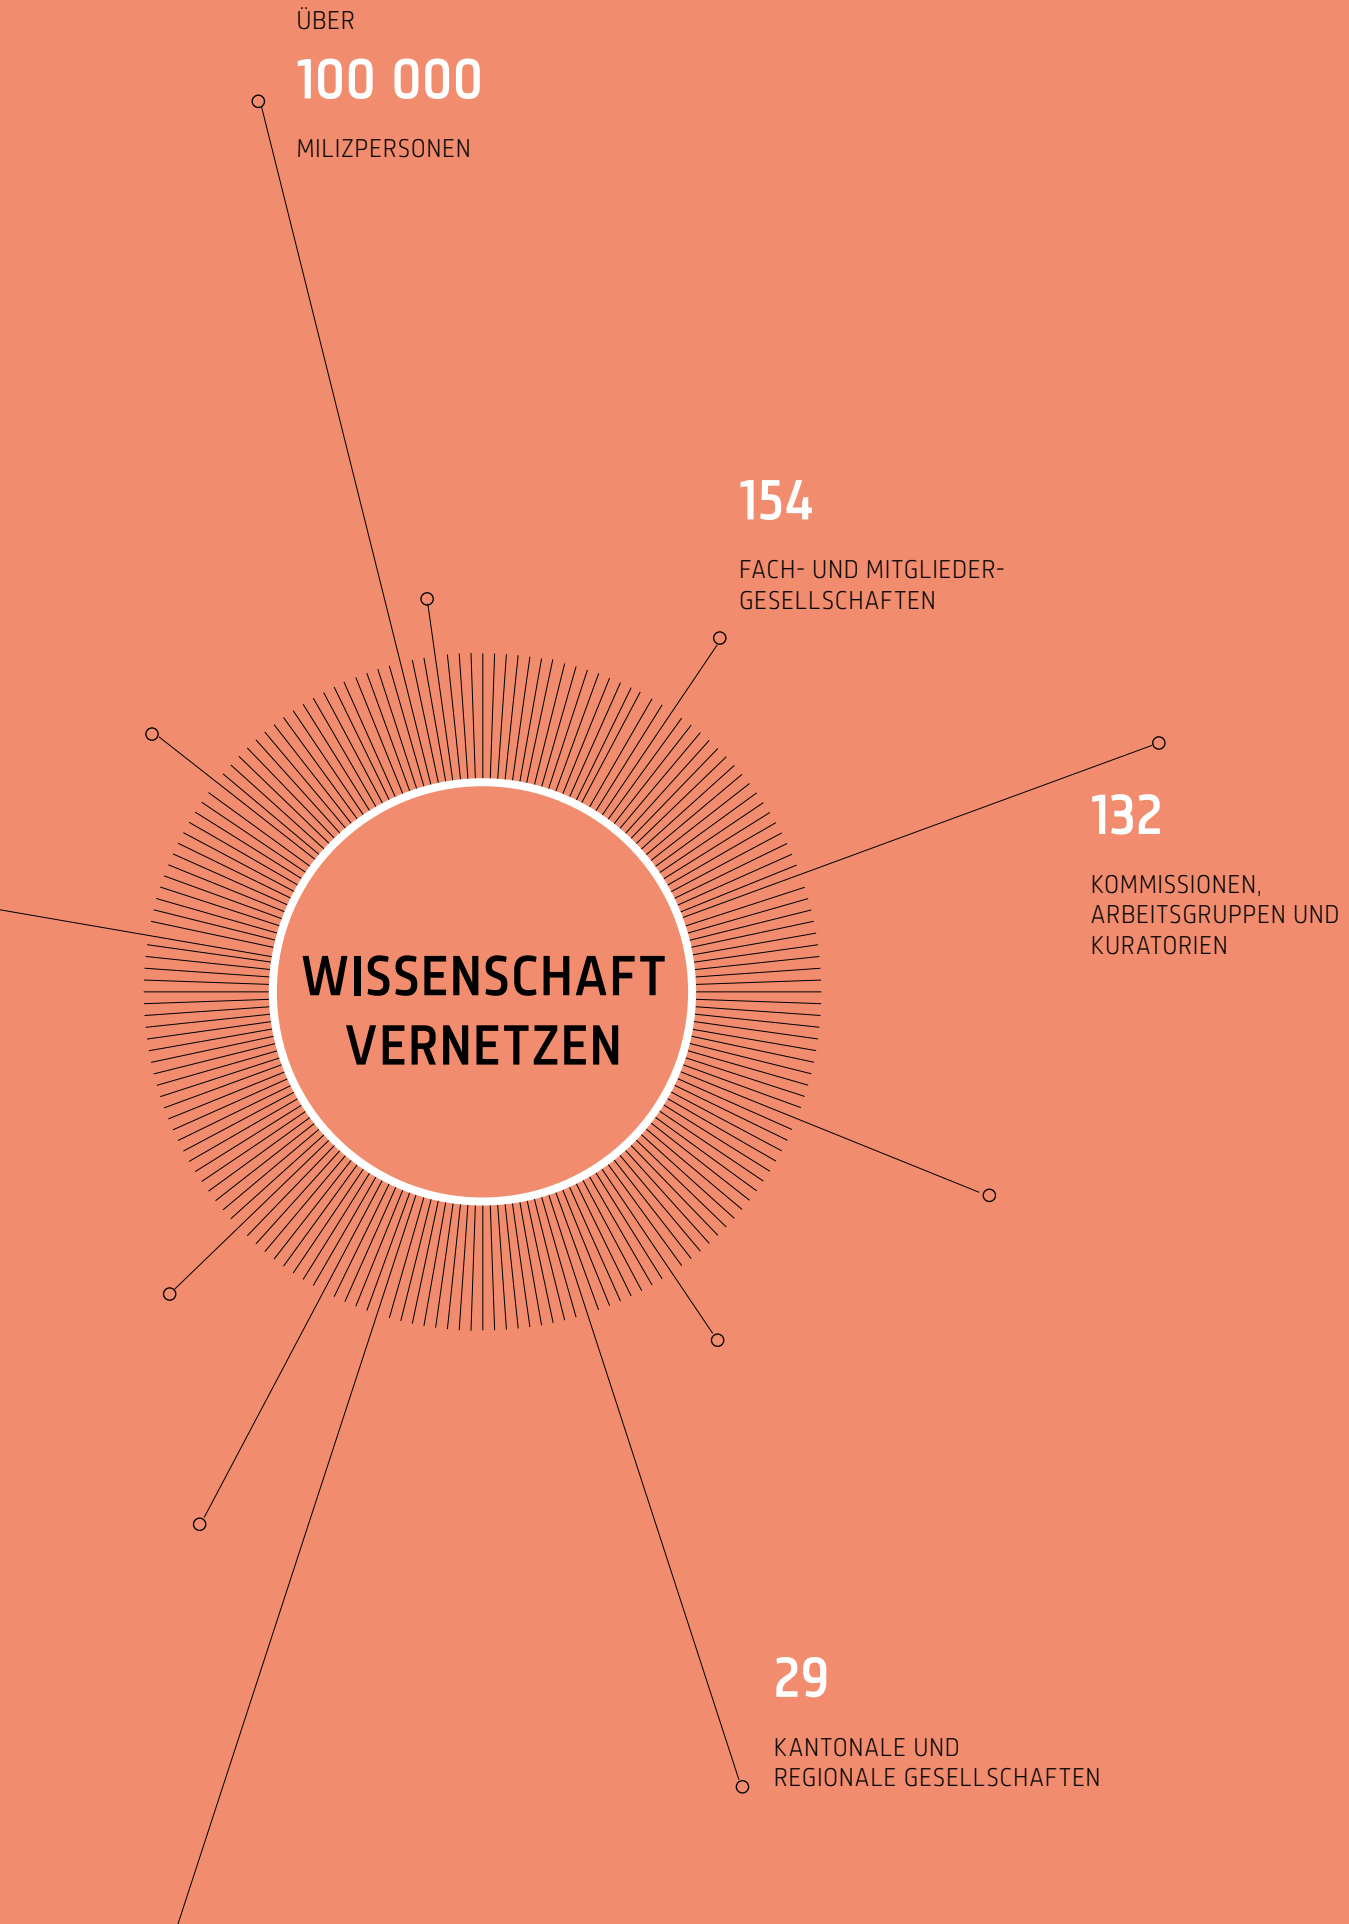 ÜBER
100 000
MILIZPERSONEN
154
FACH- UND MITGLIEDER-
GESELLSCHAFTEN
132
KOMMISSIONEN,
ARBEITSGRUPPEN UND
KURATORIEN
WISSENSCHAFT
VERNETZEN
29
KANTONALE UND
REGIONALE GESELLSCHAFTEN